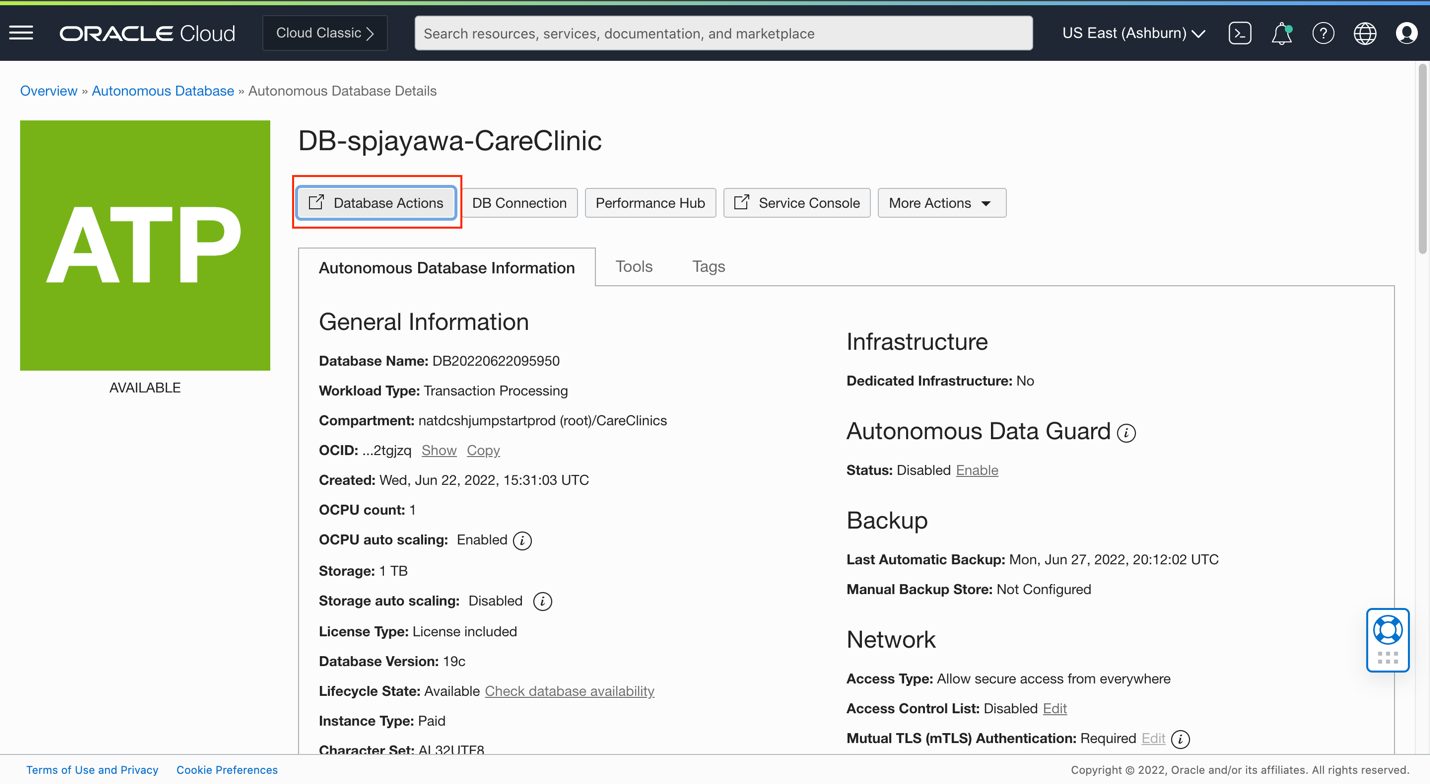 ORACLE Cloud
Cloud Classic
Search resources, services, documentation, and marketplace
US East (Ashburn)
Overview » Autonomous Database » Autonomous Database Details
ATP
AVAILABLE
DB-spjayawa-CareClinic
Database Actions
DB Connection
Performance Hub
Service Console
More Actions
Autonomous Database Information
Tools
Tags
General Information
Database Name: DB20220622095950
Workload Type: Transaction Processing
Compartment: natdcshjumpstartprod (root)/CareClinics
OCID: ...2tgjzq Show Copy
Created: Wed, Jun 22, 2022, 15:31:03 UTC
OCPU count: 1
OCPU auto scaling: Enabled i
Storage: 1 TB
Storage auto scaling: Disabled i
License Type: License included
Database Version: 19c
Lifecycle State: Available Check database availability
Instance Type: Paid
Character Set: AL32UTF8
Infrastructure
Dedicated Infrastructure: No
Autonomous Data Guard i
Status: Disabled Enable
Backup
Last Automatic Backup: Mon, Jun 27, 2022, 20:12:02 UTC
Manual Backup Store: Not Configured
Network
Access Type: Allow secure access from everywhere
Access Control List: Disabled Edit
Mutual TLS (mTLS) Authentication: Required Edit i
Terms of Use and Privacy
Cookie Preferences
Copyright © 2022, Oracle and/or its affiliates. All rights reserved.